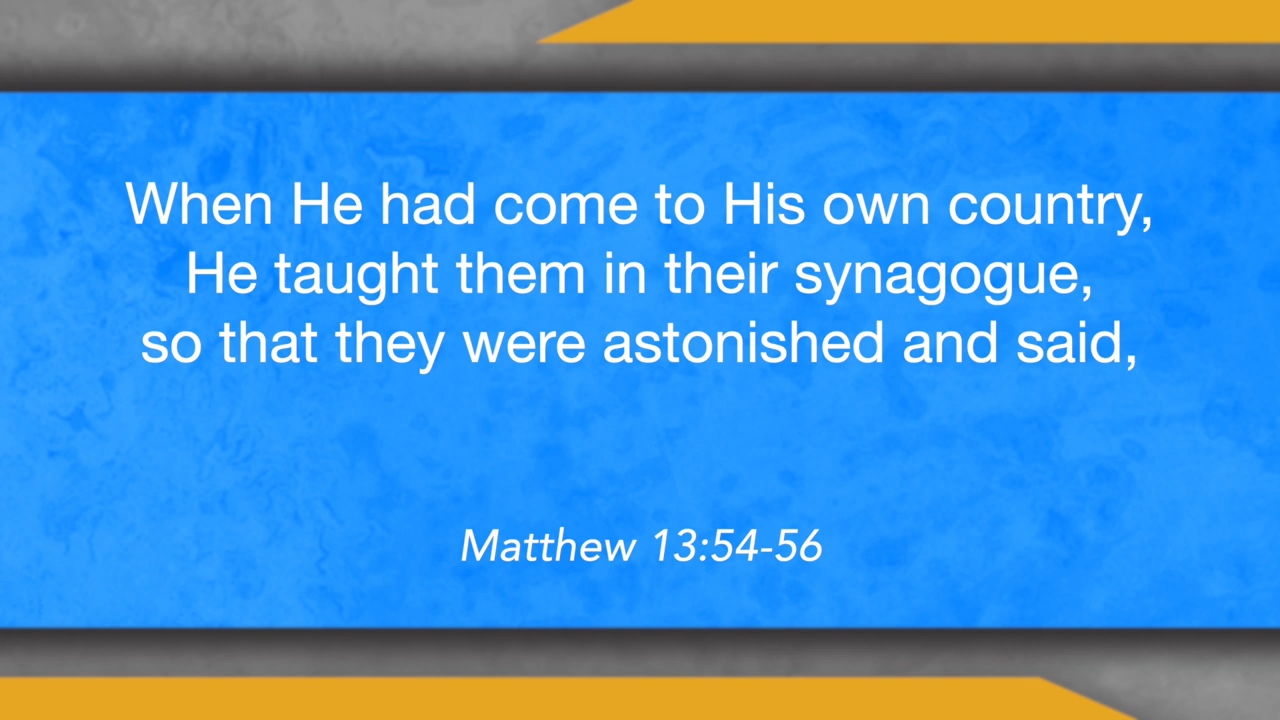 When He had come to His own country,
He taught them in their synagogue,
so that they were astonished and said,
Matthew 13:54-56